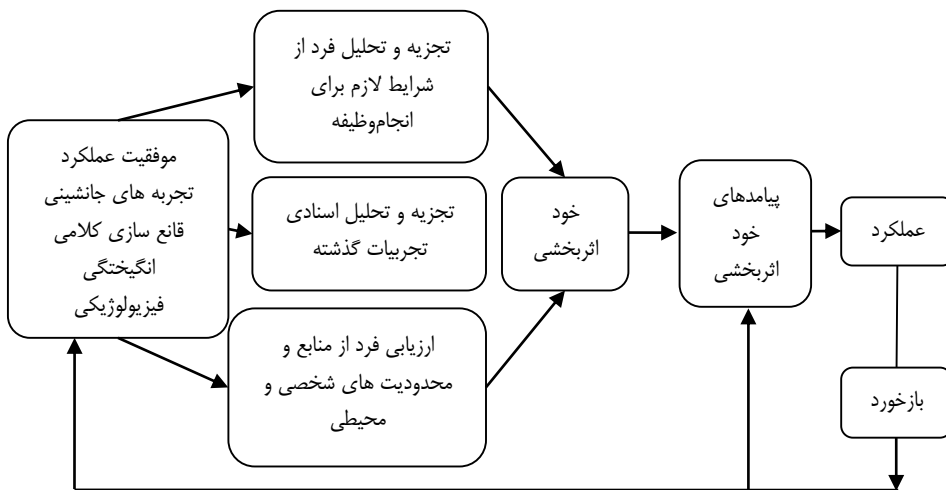 موفقیت عملکرد
تجربه های جانشینی
قانع سازی کلامی
انگیختگی
فیزیولوژیکی
تجزیه و تحلیل فرد از
شرایط لازم برای
انجام‌وظیفه
تجزیه و تحلیل اسنادی
تجربیات گذشته
ارزیابی فرد از منابع و
محدودیت های شخصی و
محیطی
خود
اثربخشی
پیامدهای
خود
اثربخشی
عملکرد
بازخورد